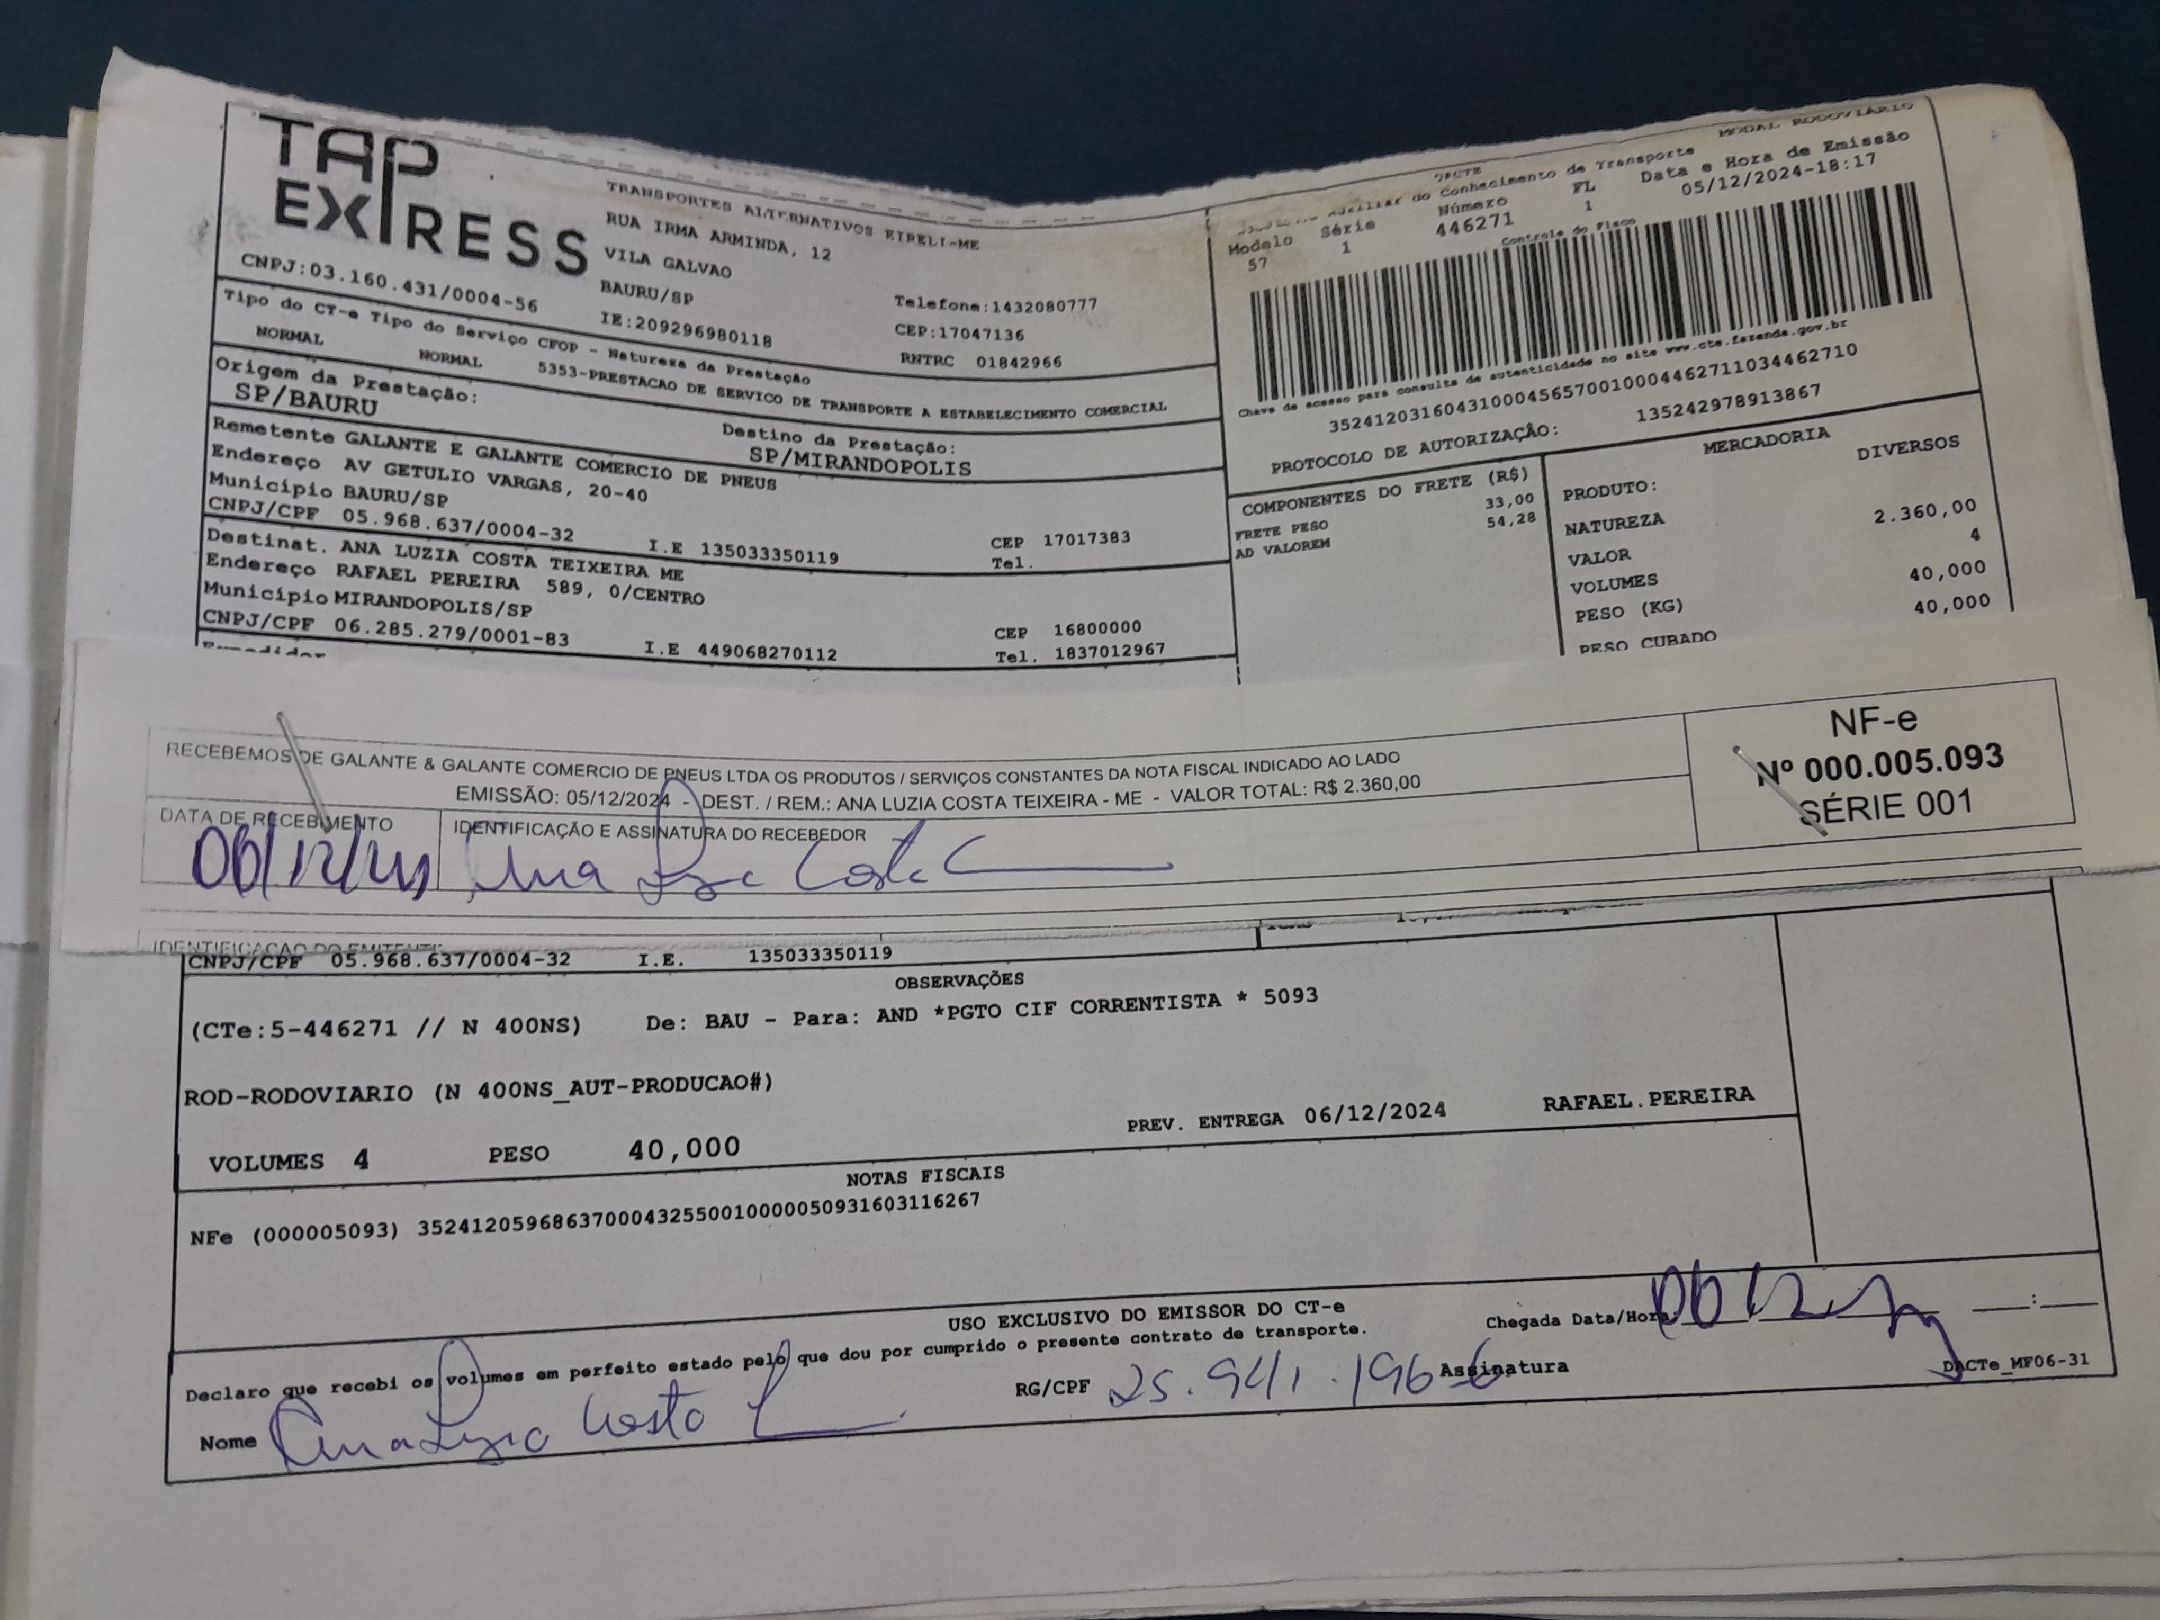 TAP
EXPRESS
TRANSPORTES ALTERNATIVOS EIRELI-ME
RUA IRMA ARMINDA, 12
VILA GALVAO
BAURU/SP
IE:209296980118
Telefone:1432080777
CEP:17047136
RNTRC 01842966
CNPJ:03.160.431/0004-56
DACTE
MODAL RODOVIARIO
Auxiliar do Conhecimento de Transporte
Modelo Série Número FL Data e Hora de Emissão
57 1 446271 1 05/12/2024-18:17
Controle do Fisco
Chave de acesso para consulta de autenticidade no site www.cte.fazenda.gov.br
35241203160431000456570010004462711034462710
PROTOCOLO DE AUTORIZAÇÂO: 135242978913867
Tipo do CT-e Tipo do Serviço CFOP - Natureza da Prestação
NORMAL NORMAL 5353-PRESTACAO DE SERVICO DE TRANSPORTE A ESTABELECIMENTO COMERCIAL
Origem da Prestação: Destino da Prestação:
SP/BAURU SP/MIRANDOPOLIS
Remetente GALANTE E GALANTE COMERCIO DE PNEUS
Endereço AV GETULIO VARGAS, 20-40
Município BAURU/SP CEP 17017383
CNPJ/CPF 05.968.637/0004-32 I.E 135033350119 Tel.
Destinat. ANA LUZIA COSTA TEIXEIRA ME
Endereço RAFAEL PEREIRA 589, 0/CENTRO
Município MIRANDOPOLIS/SP CEP 16800000
CNPJ/CPF 06.285.279/0001-83 I.E 449068270112 Tel. 1837012967
Expedidor
COMPONENTES DO FRETE (R$)
FRETE PESO 33,00
AD VALOREM 54,28
MERCADORIA
PRODUTO: DIVERSOS
NATUREZA
VALOR 2.360,00
VOLUMES 4
PESO (KG) 40,000
PESO CUBADO 40,000
RECEBEMOS DE GALANTE & GALANTE COMERCIO DE PNEUS LTDA OS PRODUTOS / SERVIÇOS CONSTANTES DA NOTA FISCAL INDICADO AO LADO
EMISSÃO: 05/12/2024 - DEST. / REM.: ANA LUZIA COSTA TEIXEIRA - ME - VALOR TOTAL: R$ 2.360,00
DATA DE RECEBIMENTO IDENTIFICAÇÃO E ASSINATURA DO RECEBEDOR
06/12/24 Ana Luzia Costa
NF-e
Nº 000.005.093
SÉRIE 001
IDENTIFICAÇÃO DO EMITENTE
CNPJ/CPF 05.968.637/0004-32 I.E. 135033350119
OBSERVAÇÕES
(CTe:5-446271 // N 400NS) De: BAU - Para: AND *PGTO CIF CORRENTISTA * 5093
ROD-RODOVIARIO (N 400NS_AUT-PRODUCAO#)
PREV. ENTREGA 06/12/2024 RAFAEL.PEREIRA
VOLUMES 4 PESO 40,000
NOTAS FISCAIS
NFe (000005093) 35241205968637000432550010000050931603116267
USO EXCLUSIVO DO EMISSOR DO CT-e
Declaro que recebi os volumes em perfeito estado pelo que dou por cumprido o presente contrato de transporte.
Chegada Data/Hora 06/12/24 __:__
Nome Ana Luzia Costa RG/CPF 25.941.196-6 Assinatura
DACTe_MF06-31